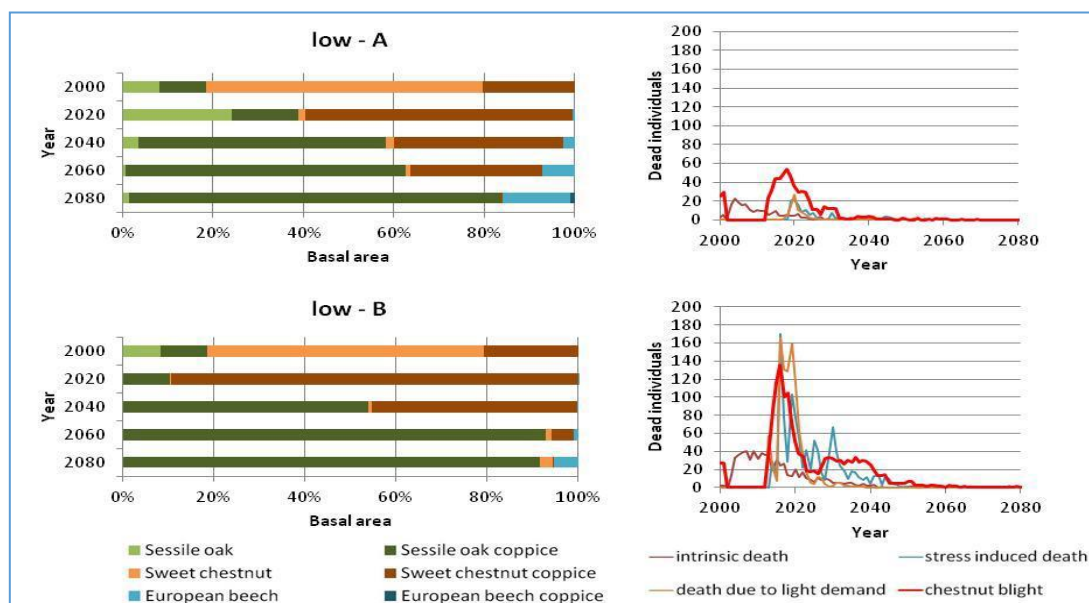 low - A
Year
2000
2020
2040
2060
2080
0% 20% 40% 60% 80% 100%
Basal area
Dead individuals
200
180
160
140
120
100
80
60
40
20
0
2000 2020 2040 2060 2080
Year
low - B
Year
2000
2020
2040
2060
2080
0% 20% 40% 60% 80% 100%
Basal area
Dead individuals
200
180
160
140
120
100
80
60
40
20
0
2000 2020 2040 2060 2080
Year
Sessile oak Sessile oak coppice
Sweet chestnut Sweet chestnut coppice
European beech European beech coppice
intrinsic death stress induced death
death due to light demand chestnut blight